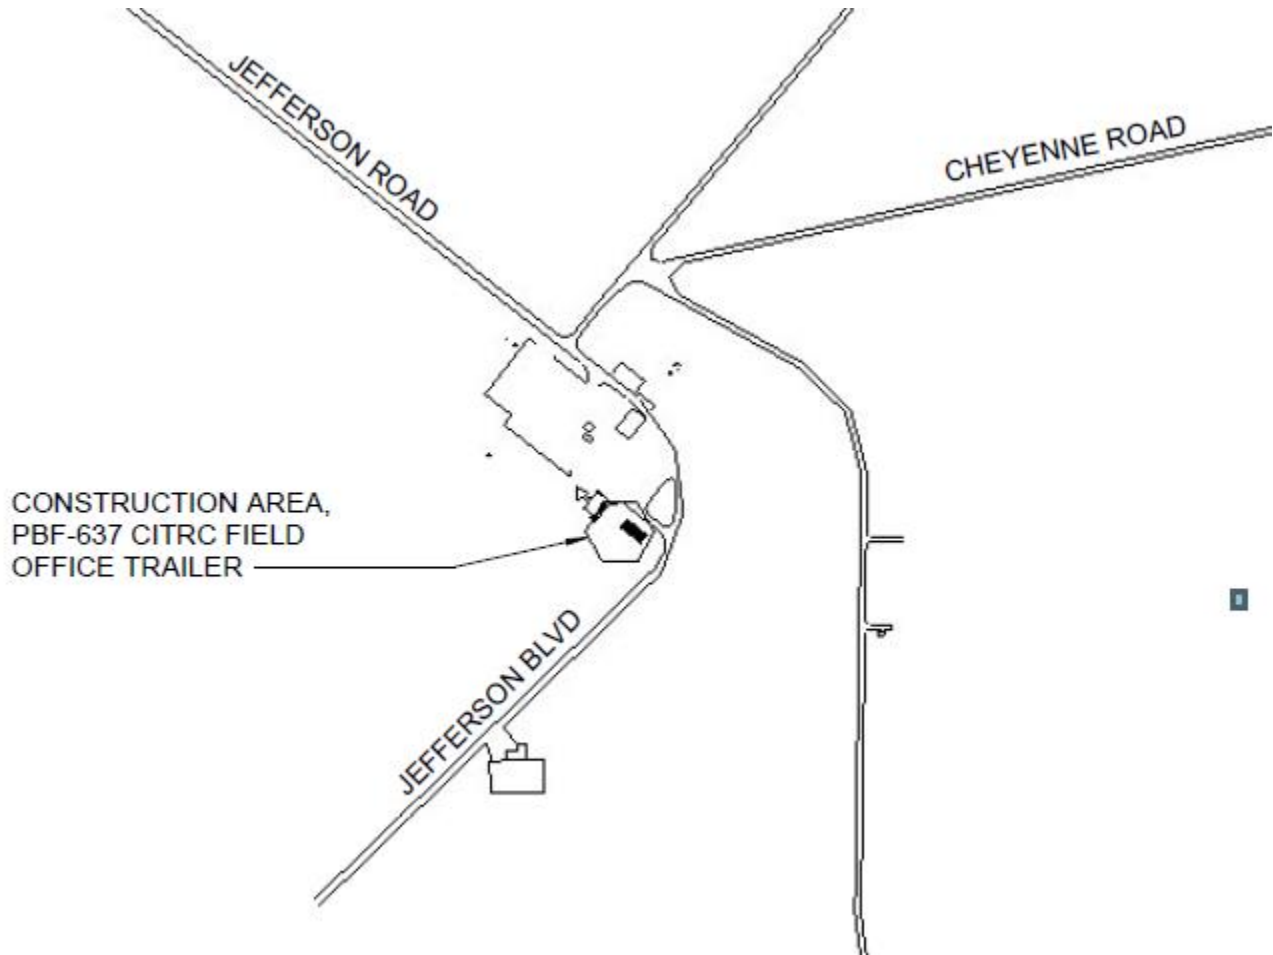 JEFFERSON ROAD
CHEYENNE ROAD
CONSTRUCTION AREA,
PBF-637 CITRC FIELD
OFFICE TRAILER
JEFFERSON BLVD